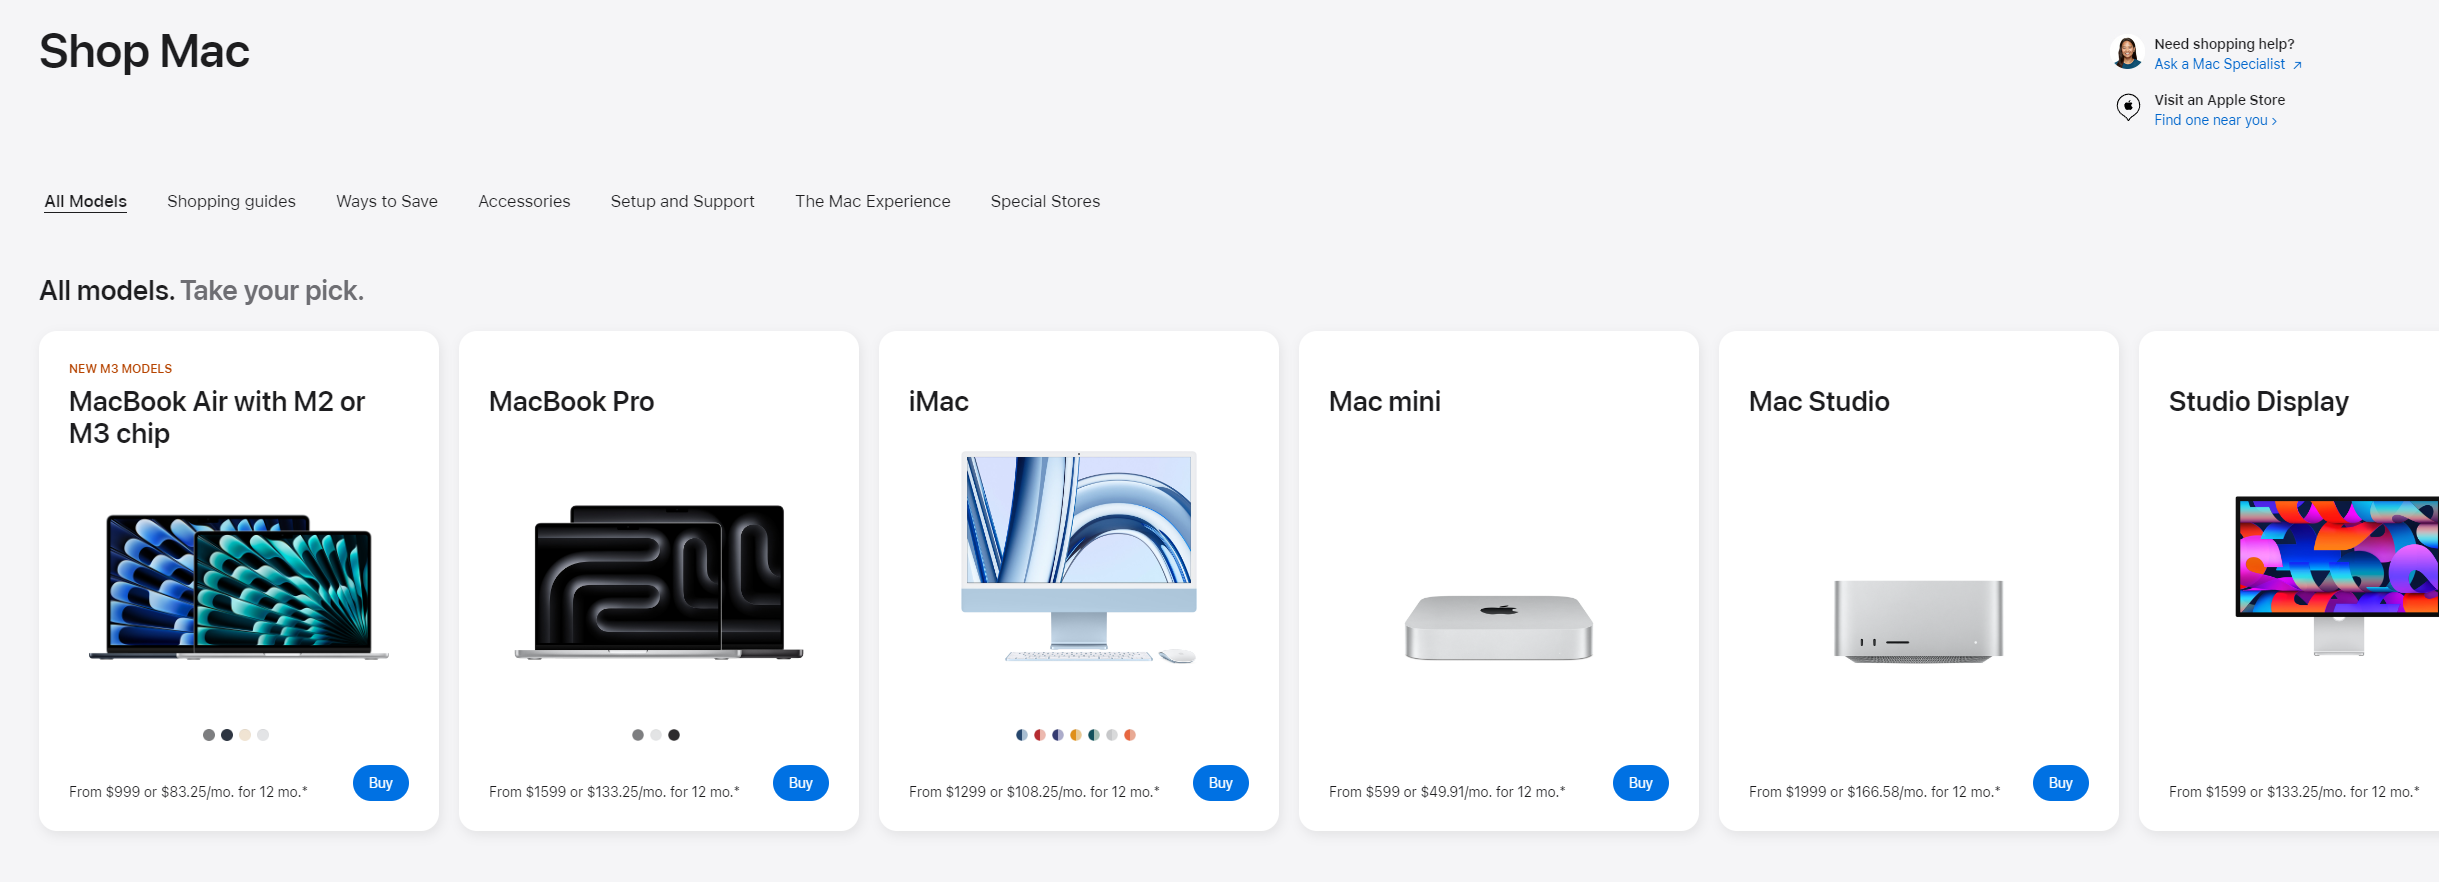 Shop Mac
Need shopping help?
Ask a Mac Specialist ↗
Visit an Apple Store
Find one near you ›
All Models
Shopping guides
Ways to Save
Accessories
Setup and Support
The Mac Experience
Special Stores
All models. Take your pick.
NEW M3 MODELS
MacBook Air with M2 or
M3 chip
From $999 or $83.25/mo. for 12 mo.*
Buy
MacBook Pro
From $1599 or $133.25/mo. for 12 mo.*
Buy
iMac
From $1299 or $108.25/mo. for 12 mo.*
Buy
Mac mini
From $599 or $49.91/mo. for 12 mo.*
Buy
Mac Studio
From $1999 or $166.58/mo. for 12 mo.*
Buy
Studio Display
From $1599 or $133.25/mo. for 12 mo.*